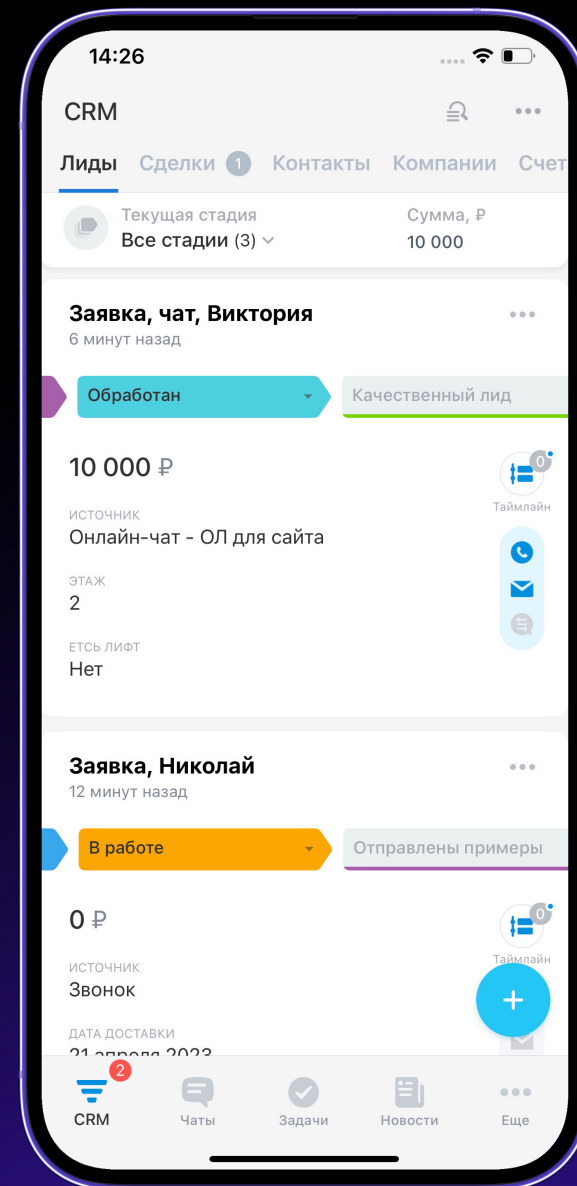 14:26
CRM
Лиды Сделки 1 Контакты Компании Счет
Текущая стадия Сумма, ₽
Все стадии (3) 10 000
Заявка, чат, Виктория
6 минут назад
Обработан Качественный лид
10 000 ₽
0
Таймлайн
ИСТОЧНИК
Онлайн-чат - ОЛ для сайта
ЭТАЖ
2
ЕТСЬ ЛИФТ
Нет
Заявка, Николай
12 минут назад
В работе Отправлены примеры
0 ₽
0
Таймлайн
ИСТОЧНИК
Звонок
ДАТА ДОСТАВКИ
21 апреля 2023
2
CRM Чаты Задачи Новости Еще